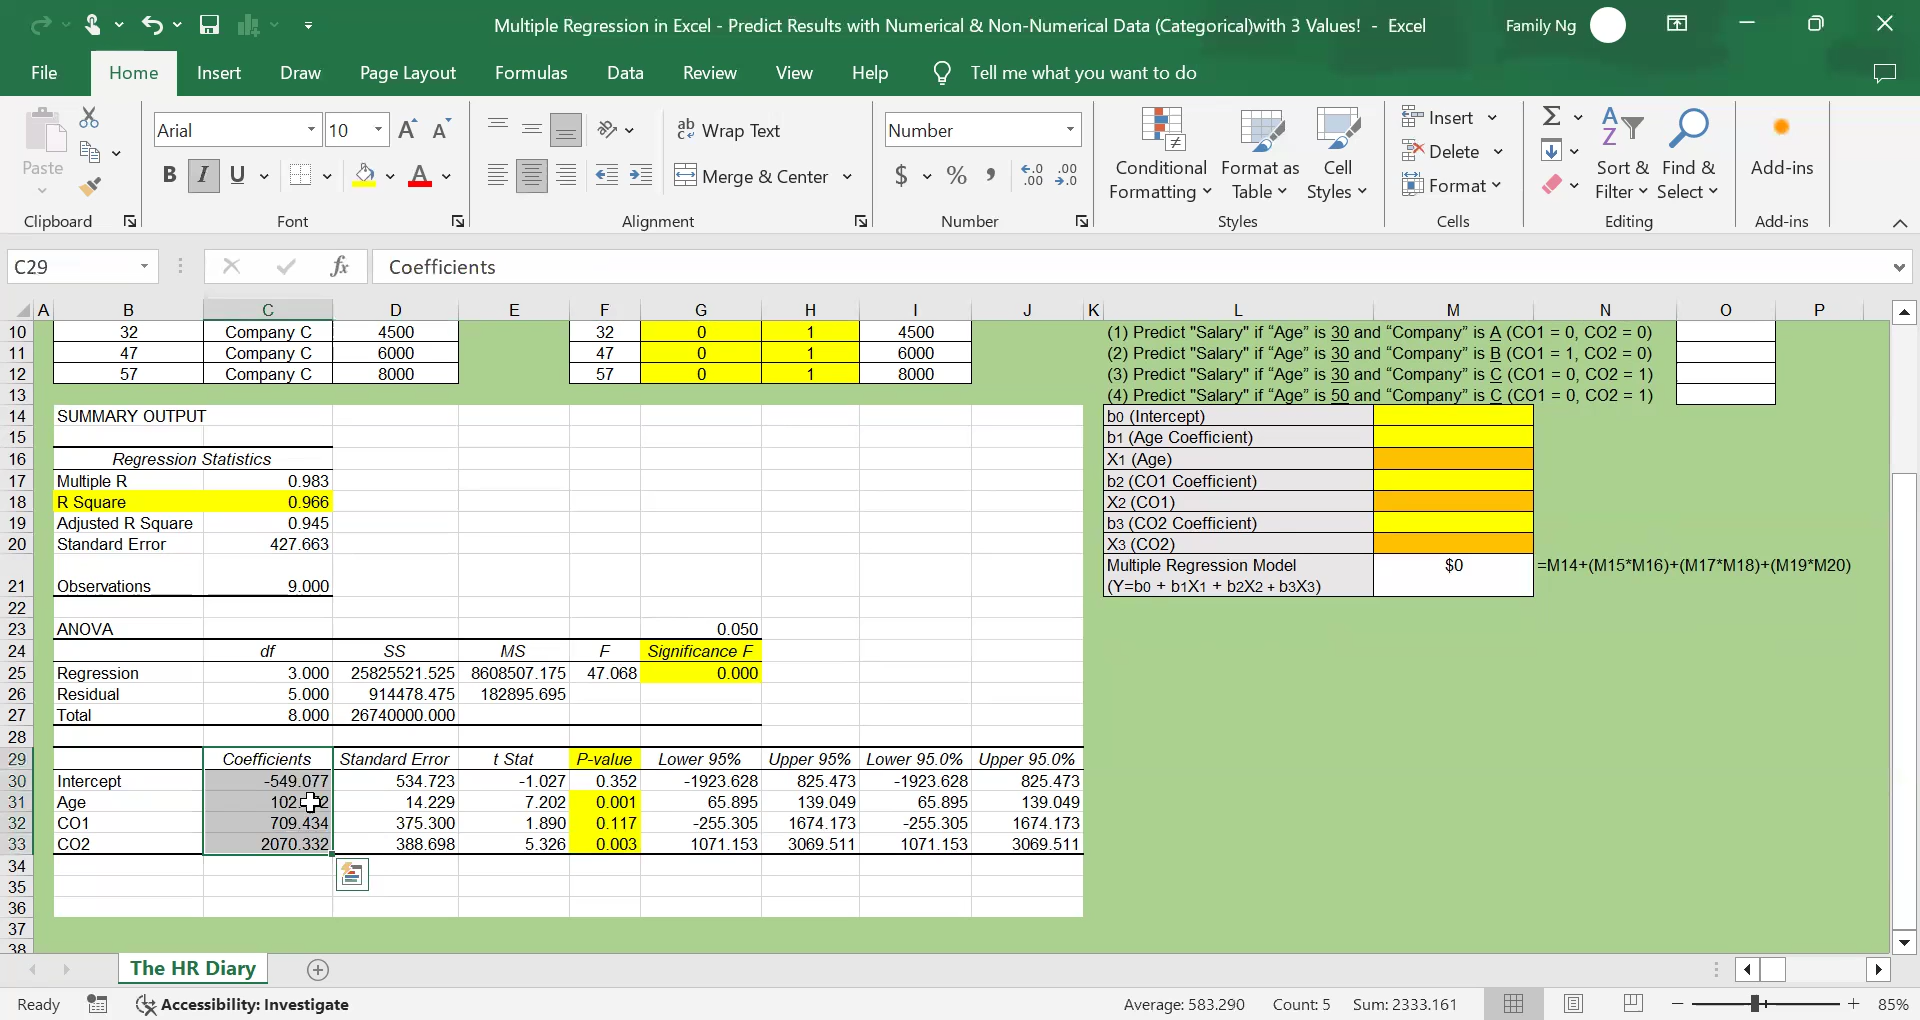 Multiple Regression in Excel - Predict Results with Numerical & Non-Numerical Data (Categorical)with 3 Values! - Excel
Family Ng
File Home Insert Draw Page Layout Formulas Data Review View Help Tell me what you want to do
Paste
Clipboard
Arial 10
B I U
Font
Wrap Text
Merge & Center
Alignment
Number
$ % 9
Number
Conditional Formatting
Format as Table
Cell Styles
Styles
Insert
Delete
Format
Cells
Sort & Filter
Find & Select
Editing
Add-ins
Add-ins
C29 fx Coefficients
A B C D E F G H I J K L M N O P
10 32 Company C 4500 32 0 1 4500 (1) Predict "Salary" if “Age” is 30 and “Company” is A (CO1 = 0, CO2 = 0)
11 47 Company C 6000 47 0 1 6000 (2) Predict "Salary" if “Age” is 30 and “Company” is B (CO1 = 1, CO2 = 0)
12 57 Company C 8000 57 0 1 8000 (3) Predict "Salary" if “Age” is 30 and “Company” is C (CO1 = 0, CO2 = 1)
13 (4) Predict "Salary" if “Age” is 50 and “Company” is C (CO1 = 0, CO2 = 1)
14 SUMMARY OUTPUT b0 (Intercept)
15 b1 (Age Coefficient)
16 Regression Statistics X1 (Age)
17 Multiple R 0.983 b2 (CO1 Coefficient)
18 R Square 0.966 X2 (CO1)
19 Adjusted R Square 0.945 b3 (CO2 Coefficient)
20 Standard Error 427.663 X3 (CO2)
Multiple Regression Model $0 =M14+(M15*M16)+(M17*M18)+(M19*M20)
21 Observations 9.000 (Y=b0 + b1X1 + b2X2 + b3X3)
22
23 ANOVA 0.050
24 df SS MS F Significance F
25 Regression 3.000 25825521.525 8608507.175 47.068 0.000
26 Residual 5.000 914478.475 182895.695
27 Total 8.000 26740000.000
28
29 Coefficients Standard Error t Stat P-value Lower 95% Upper 95% Lower 95.0% Upper 95.0%
30 Intercept -549.077 534.723 -1.027 0.352 -1923.628 825.473 -1923.628 825.473
31 Age 14.229 7.202 0.001 65.895 139.049 65.895 139.049
32 CO1 709.434 375.300 1.890 0.117 -255.305 1674.173 -255.305 1674.173
33 CO2 2070.332 388.698 5.326 0.003 1071.153 3069.511 1071.153 3069.511
34
35
36
37
38
The HR Diary
Ready Accessibility: Investigate Average: 583.290 Count: 5 Sum: 2333.161 85%